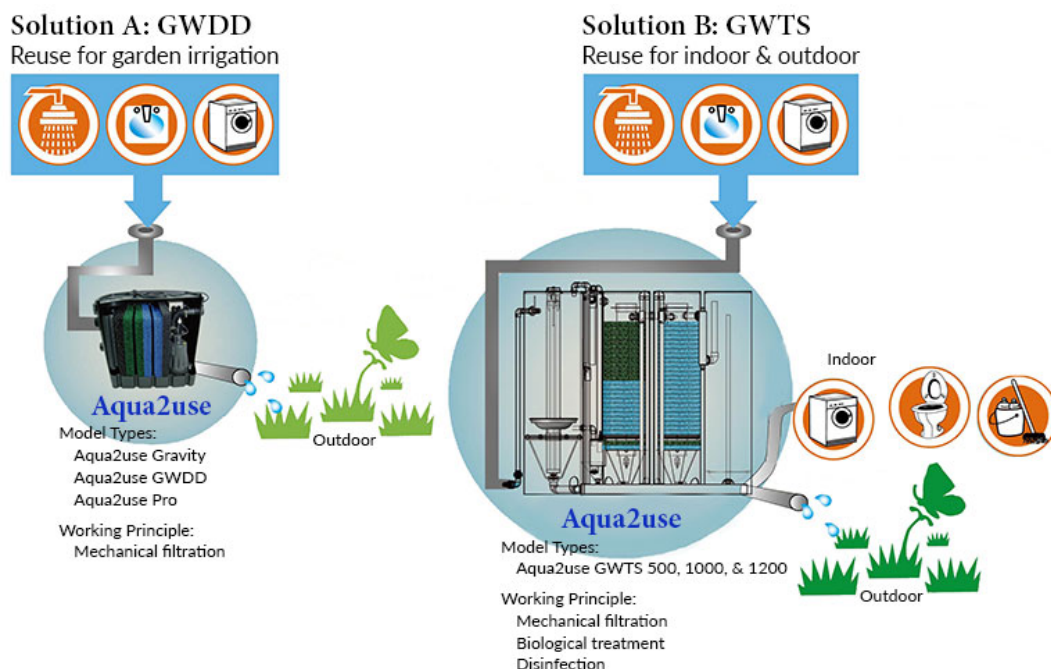 Solution A: GWDD
Reuse for garden irrigation
Aqua2use
Outdoor
Model Types:
Aqua2use Gravity
Aqua2use GWDD
Aqua2use Pro
Working Principle:
Mechanical filtration
Solution B: GWTS
Reuse for indoor & outdoor
Indoor
Aqua2use
Model Types:
Aqua2use GWTS 500, 1000, & 1200
Outdoor
Working Principle:
Mechanical filtration
Biological treatment
Disinfection